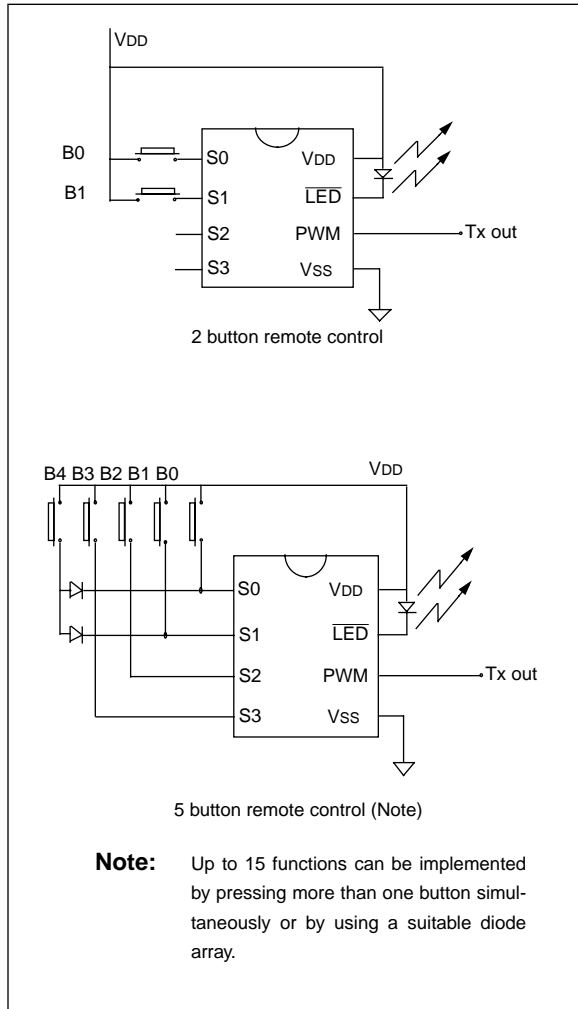 VDD
B0
S0
VDD
B1
S1
LED
S2
PWM
Tx out
S3
VSS
2 button remote control
B4 B3 B2 B1 B0
VDD
S0
VDD
S1
LED
S2
PWM
Tx out
S3
VSS
5 button remote control (Note)
Note: Up to 15 functions can be implemented
by pressing more than one button simul-
taneously or by using a suitable diode
array.